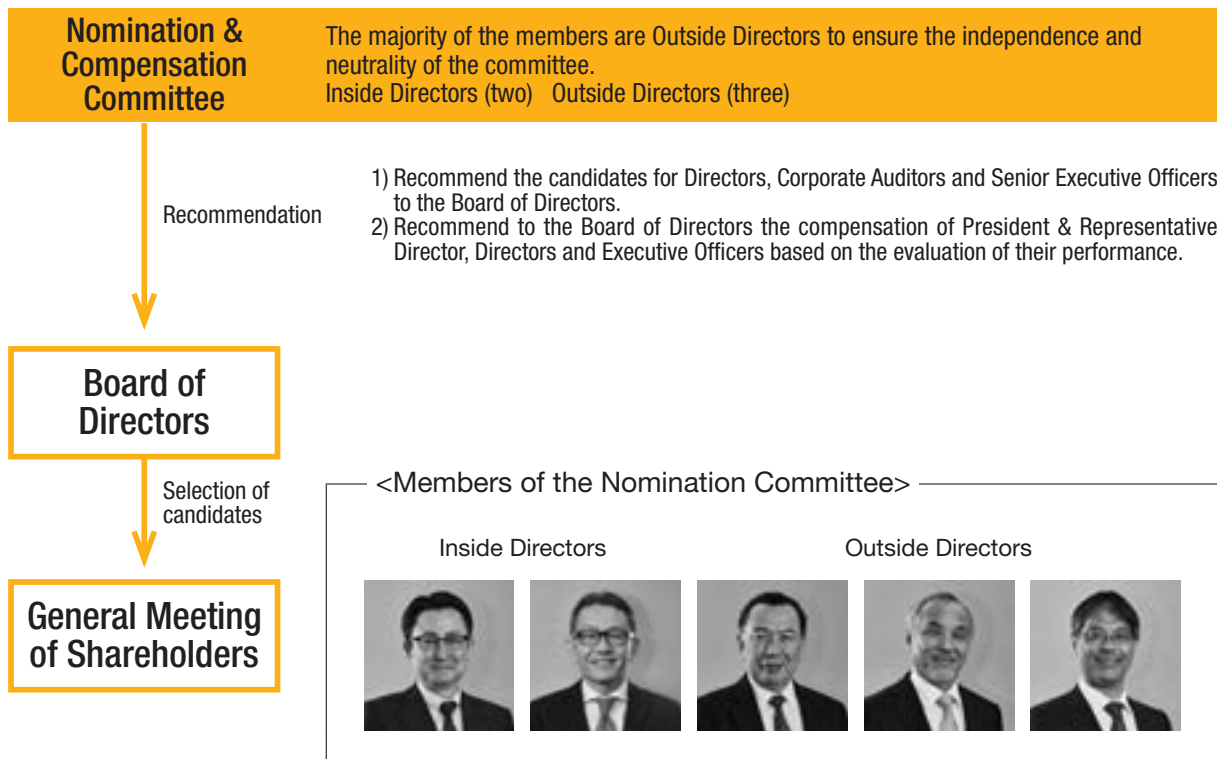 Nomination &
Compensation
Committee
The majority of the members are Outside Directors to ensure the independence and
neutrality of the committee.
Inside Directors (two)   Outside Directors (three)
Recommendation
1) Recommend the candidates for Directors, Corporate Auditors and Senior Executive Officers
to the Board of Directors.
2) Recommend to the Board of Directors the compensation of President & Representative
Director, Directors and Executive Officers based on the evaluation of their performance.
Board of
Directors
Selection of
candidates
<Members of the Nomination Committee>
Inside Directors
Outside Directors
General Meeting
of Shareholders